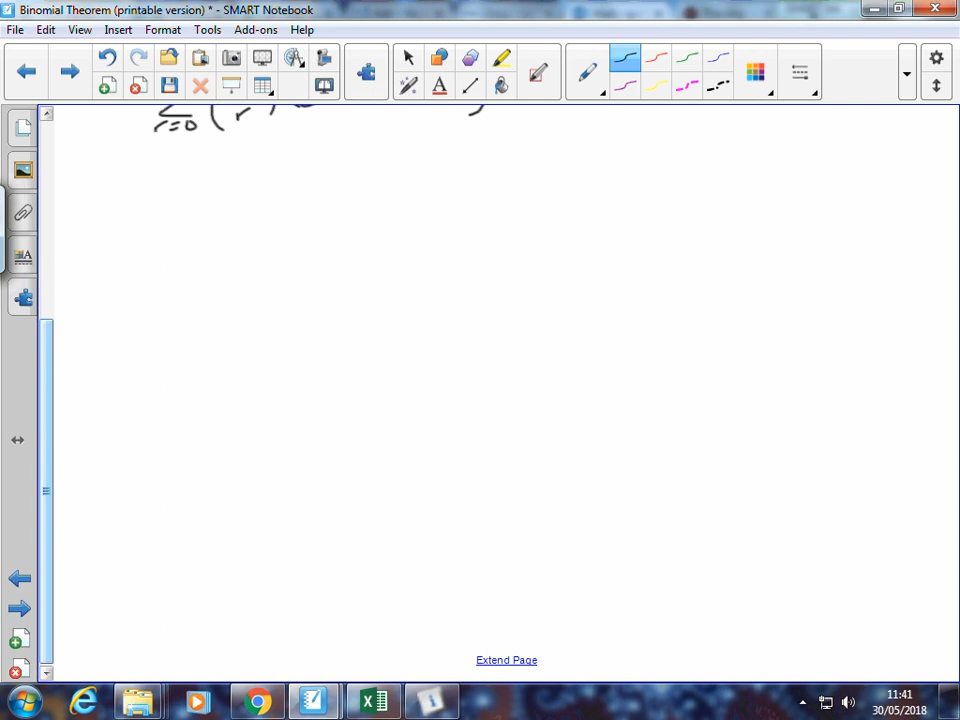 Binomial Theorem (printable version) * - SMART Notebook
File Edit View Insert Format Tools Add-ons Help
r=0 ( r
Extend Page
11:41
30/05/2018